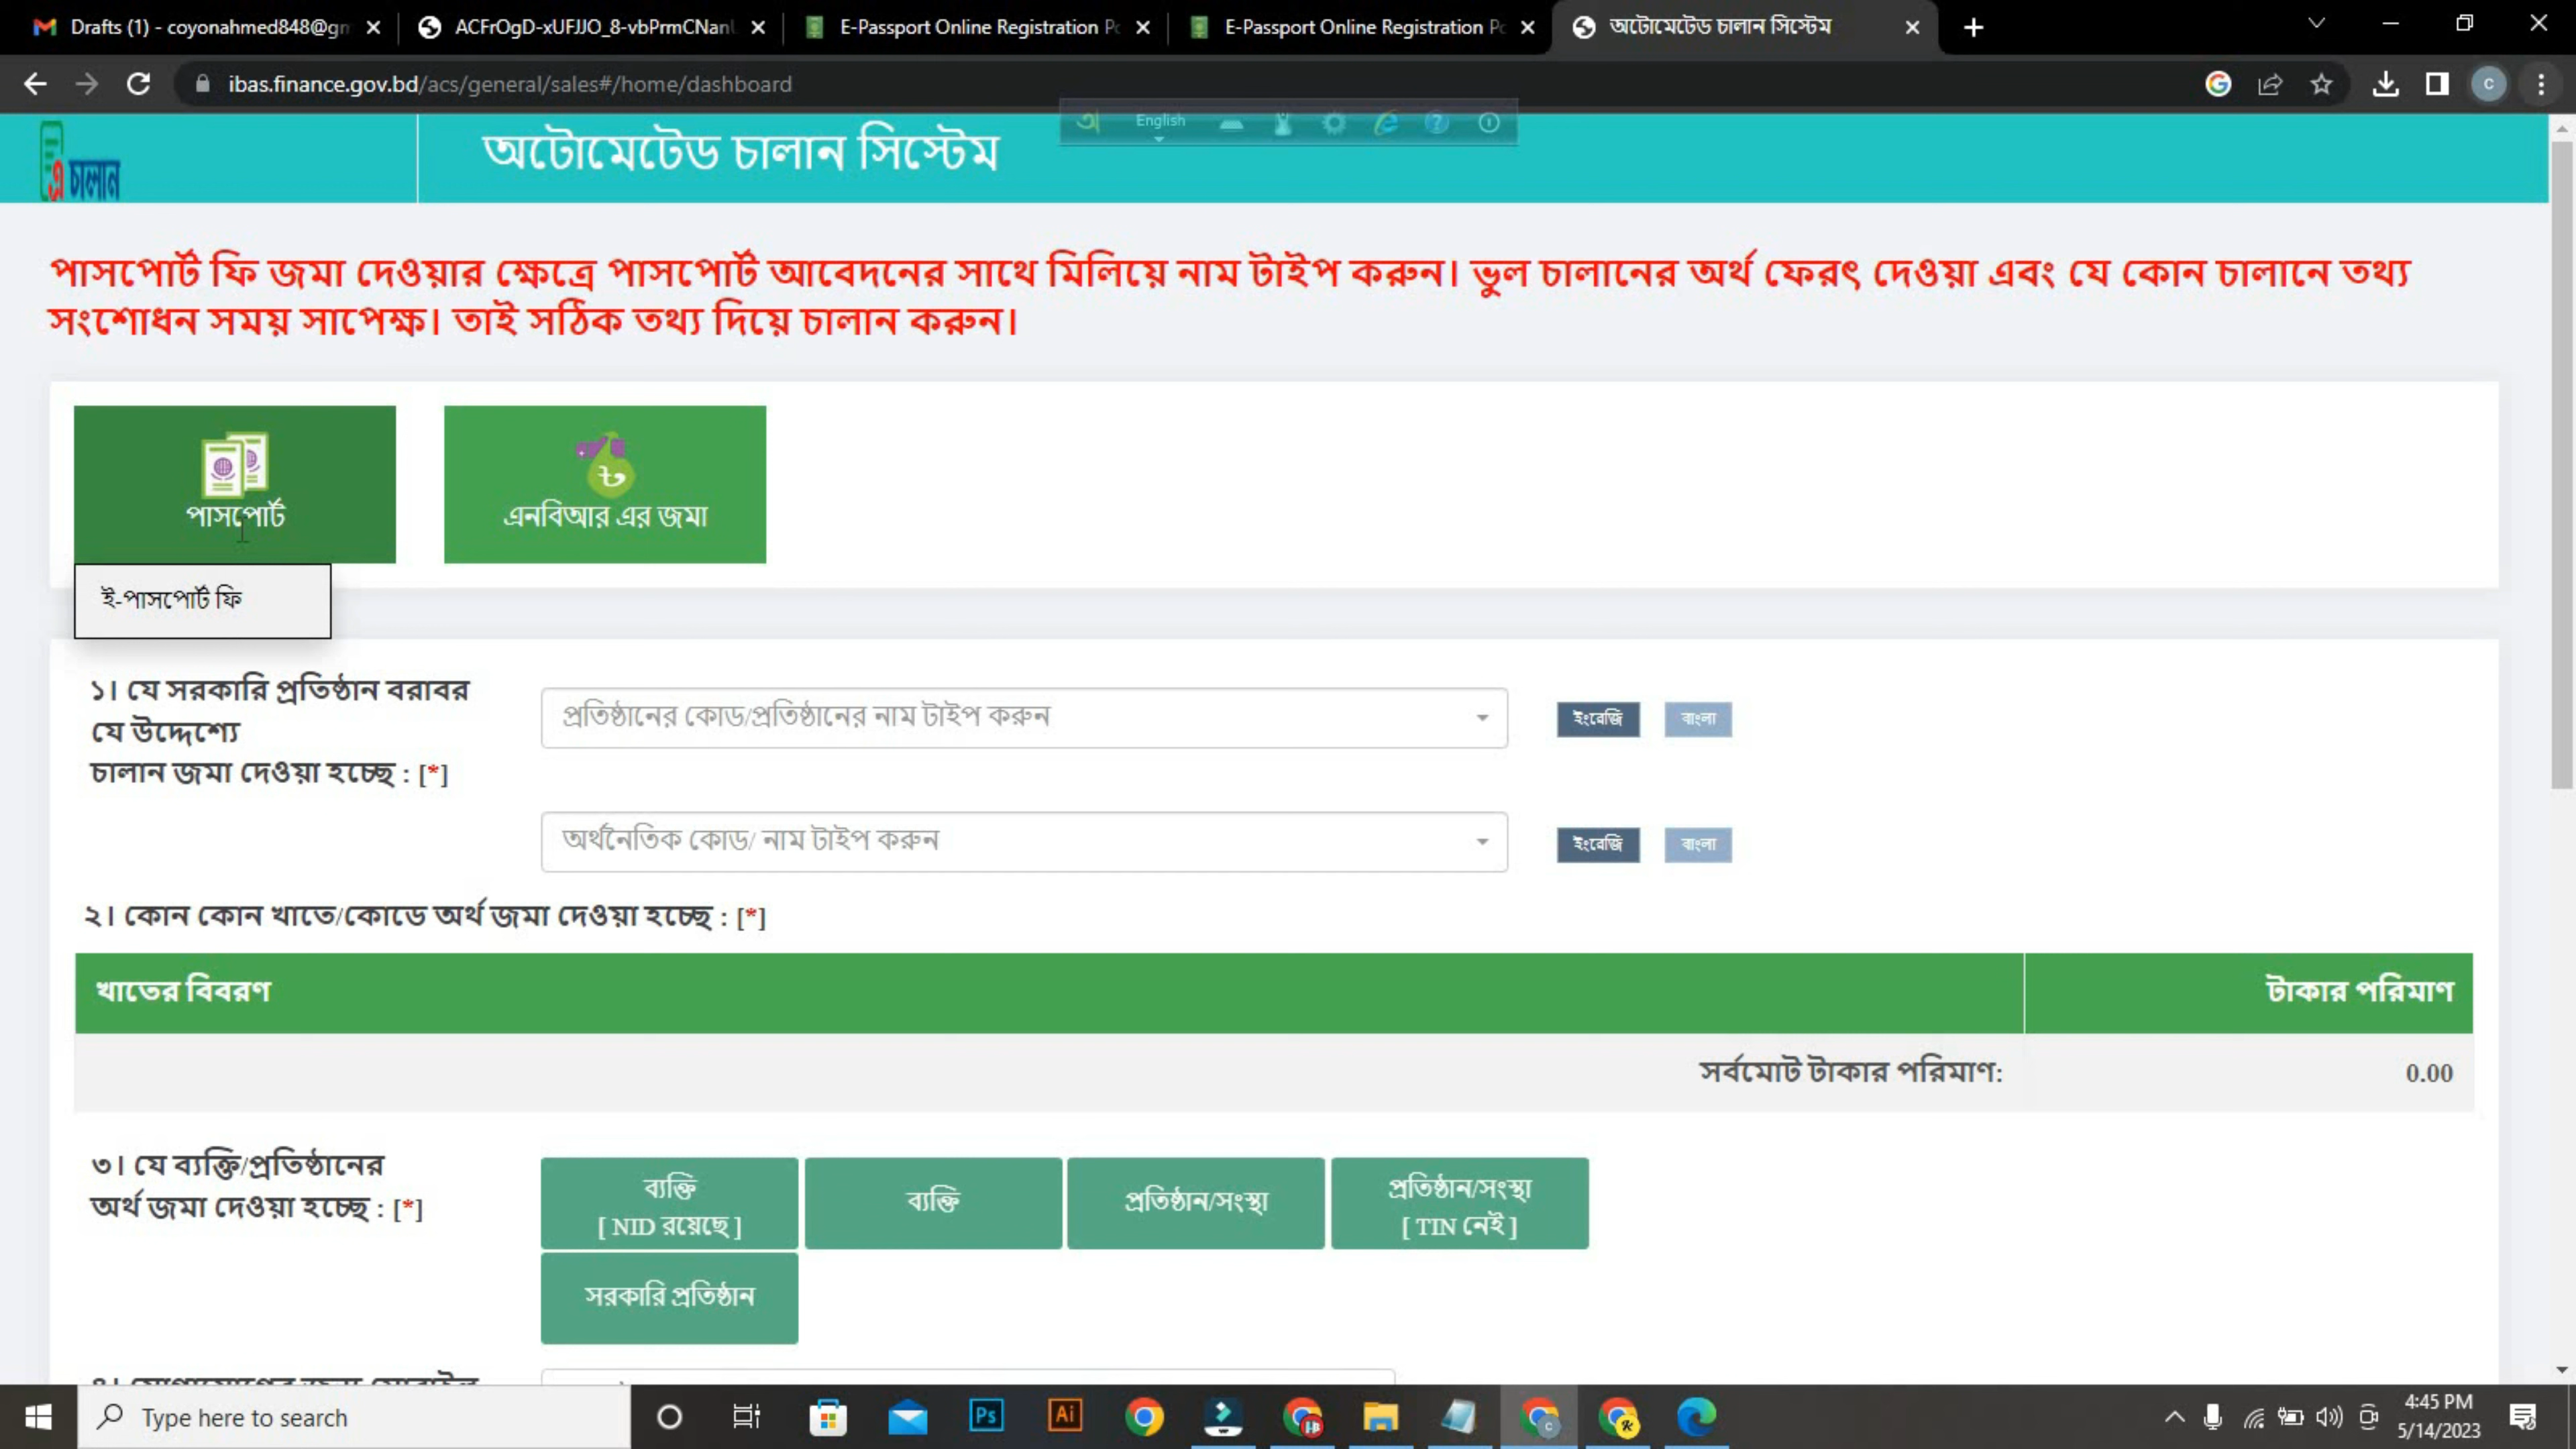 Drafts (1) - coyonahmed848@gm
ACFrOgD-xUFJJO_8-vbPrmCNanl
E-Passport Online Registration Po
E-Passport Online Registration Po
অটোমেটেড চালান সিস্টেম
ibas.finance.gov.bd/acs/general/sales#/home/dashboard
English
এ চালান
অটোমেটেড চালান সিস্টেম
পাসপোর্ট ফি জমা দেওয়ার ক্ষেত্রে পাসপোর্ট আবেদনের সাথে মিলিয়ে নাম টাইপ করুন। ভুল চালানের অর্থ ফেরৎ দেওয়া এবং যে কোন চালানে তথ্য
সংশোধন সময় সাপেক্ষ। তাই সঠিক তথ্য দিয়ে চালান করুন।
পাসপোর্ট
এনবিআর এর জমা
ই-পাসপোর্ট ফি
১। যে সরকারি প্রতিষ্ঠান বরাবর
যে উদ্দেশ্যে
চালান জমা দেওয়া হচ্ছে : [*]
প্রতিষ্ঠানের কোড/প্রতিষ্ঠানের নাম টাইপ করুন
ইংরেজি
বাংলা
অর্থনৈতিক কোড/ নাম টাইপ করুন
ইংরেজি
বাংলা
২। কোন কোন খাতে/কোডে অর্থ জমা দেওয়া হচ্ছে : [*]
খাতের বিবরণ
টাকার পরিমাণ
সর্বমোট টাকার পরিমাণ:
0.00
৩। যে ব্যক্তি/প্রতিষ্ঠানের
অর্থ জমা দেওয়া হচ্ছে : [*]
ব্যক্তি
[ NID রয়েছে ]
ব্যক্তি
প্রতিষ্ঠান/সংস্থা
প্রতিষ্ঠান/সংস্থা
[ TIN নেই ]
সরকারি প্রতিষ্ঠান
Type here to search
4:45 PM
5/14/2023